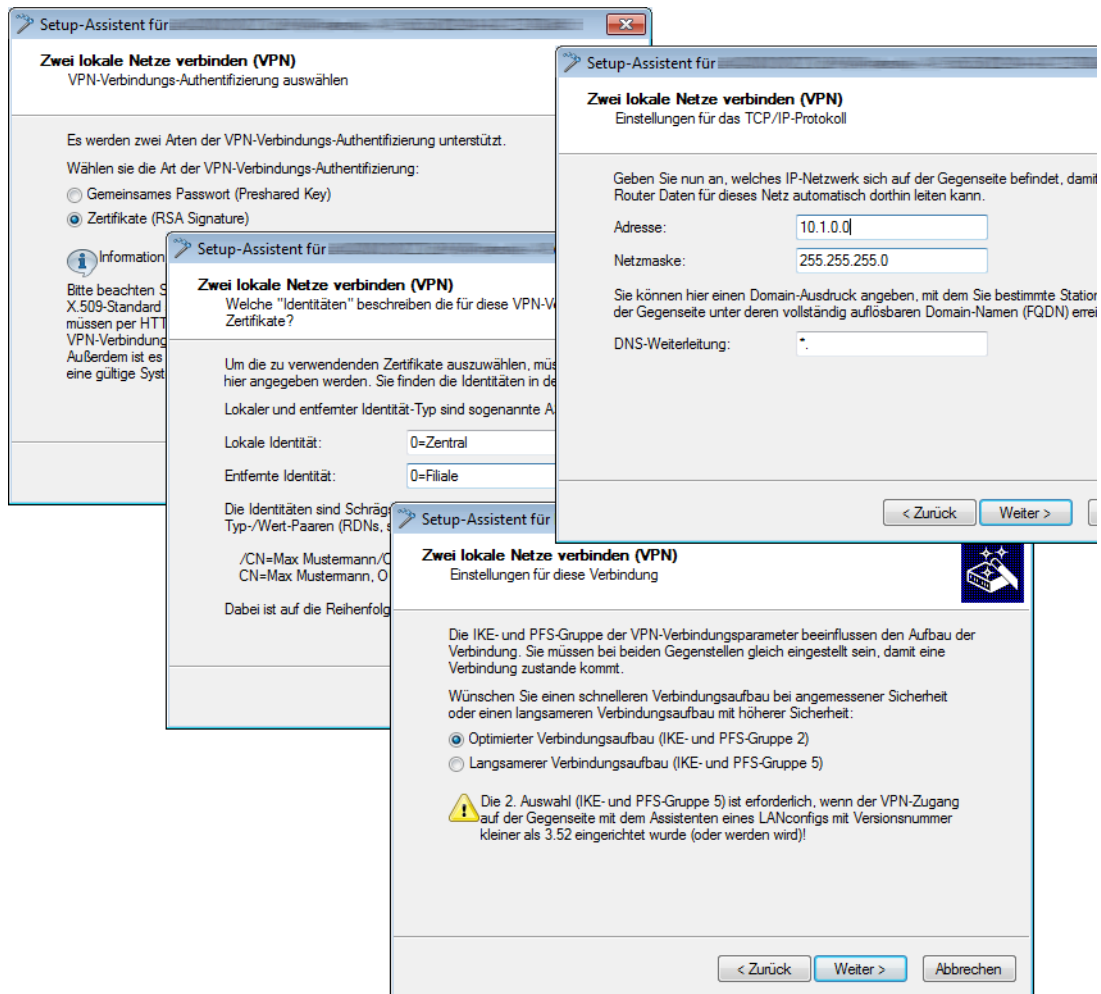 Setup-Assistent für
Zwei lokale Netze verbinden (VPN)
VPN-Verbindungs-Authentifizierung auswählen
Es werden zwei Arten der VPN-Verbindungs-Authentifizierung unterstützt.
Wählen sie die Art der VPN-Verbindungs-Authentifizierung:
Gemeinsames Passwort (Preshared Key)
Zertifikate (RSA Signature)
Information
Bitte beachten S
X.509-Standard
müssen per HTT
VPN-Verbindung
Außerdem ist es
eine gültige Syst
Setup-Assistent für
Zwei lokale Netze verbinden (VPN)
Welche "Identitäten" beschreiben die für diese VPN-V
Zertifikate?
Um die zu verwendenden Zertifikate auszuwählen, müs
hier angegeben werden. Sie finden die Identitäten in de
Lokaler und entfernter Identität-Typ sind sogenannte A
Lokale Identität: 0=Zentral
Entfernte Identität: 0=Filiale
Die Identitäten sind Schrägs
Typ-/Wert-Paaren (RDNs, s
/CN=Max Mustermann/O
CN=Max Mustermann, O
Dabei ist auf die Reihenfolg
Setup-Assistent für
Zwei lokale Netze verbinden (VPN)
Einstellungen für das TCP/IP-Protokoll
Geben Sie nun an, welches IP-Netzwerk sich auf der Gegenseite befindet, damit
Router Daten für dieses Netz automatisch dorthin leiten kann.
Adresse: 10.1.0.0
Netzmaske: 255.255.255.0
Sie können hier einen Domain-Ausdruck angeben, mit dem Sie bestimmte Station
der Gegenseite unter deren vollständig auflösbaren Domain-Namen (FQDN) errei
DNS-Weiterleitung: *.
< Zurück Weiter >
Setup-Assistent für
Zwei lokale Netze verbinden (VPN)
Einstellungen für diese Verbindung
Die IKE- und PFS-Gruppe der VPN-Verbindungsparameter beeinflussen den Aufbau der
Verbindung. Sie müssen bei beiden Gegenstellen gleich eingestellt sein, damit eine
Verbindung zustande kommt.
Wünschen Sie einen schnelleren Verbindungsaufbau bei angemessener Sicherheit
oder einen langsameren Verbindungsaufbau mit höherer Sicherheit:
Optimierter Verbindungsaufbau (IKE- und PFS-Gruppe 2)
Langsamerer Verbindungsaufbau (IKE- und PFS-Gruppe 5)
Die 2. Auswahl (IKE- und PFS-Gruppe 5) ist erforderlich, wenn der VPN-Zugang
auf der Gegenseite mit dem Assistenten eines LANconfigs mit Versionsnummer
kleiner als 3.52 eingerichtet wurde (oder werden wird)!
< Zurück Weiter > Abbrechen